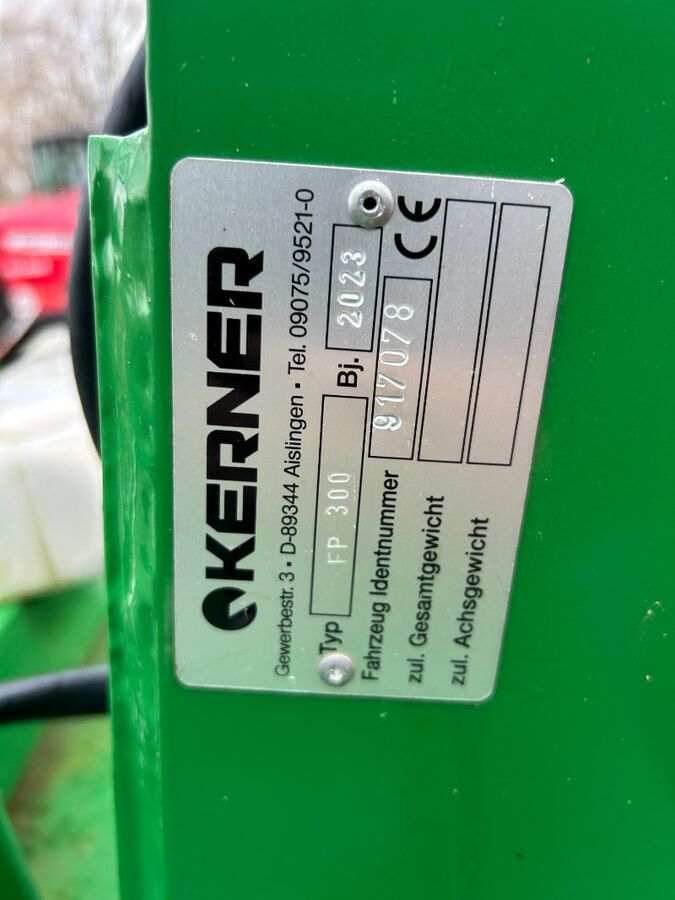 KERNER
Gewerbestr. 3 • D-89344 Aislingen • Tel. 09075/9521-0
Typ FP 300 Bj. 2023
Fahrzeug Identnummer 917078
zul. Gesamtgewicht CE
zul. Achsgewicht